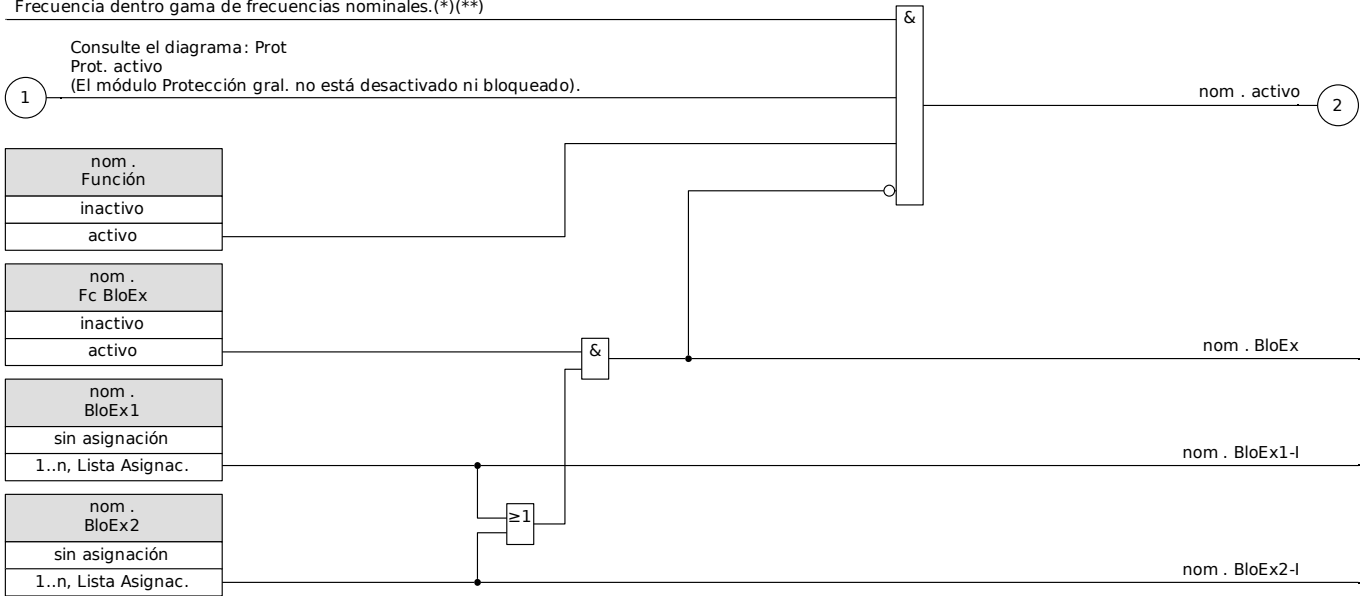 Frecuencia dentro gama de frecuencias nominales.(*)(**)
&
Consulte el diagrama: Prot
Prot. activo
(El módulo Protección gral. no está desactivado ni bloqueado).
1
nom . activo
2
nom .
Función
inactivo
activo
nom .
Fc BloEx
inactivo
activo
&
nom . BloEx
nom .
BloEx1
sin asignación
1..n, Lista Asignac.
nom . BloEx1-I
nom .
BloEx2
≥1
sin asignación
1..n, Lista Asignac.
nom . BloEx2-I